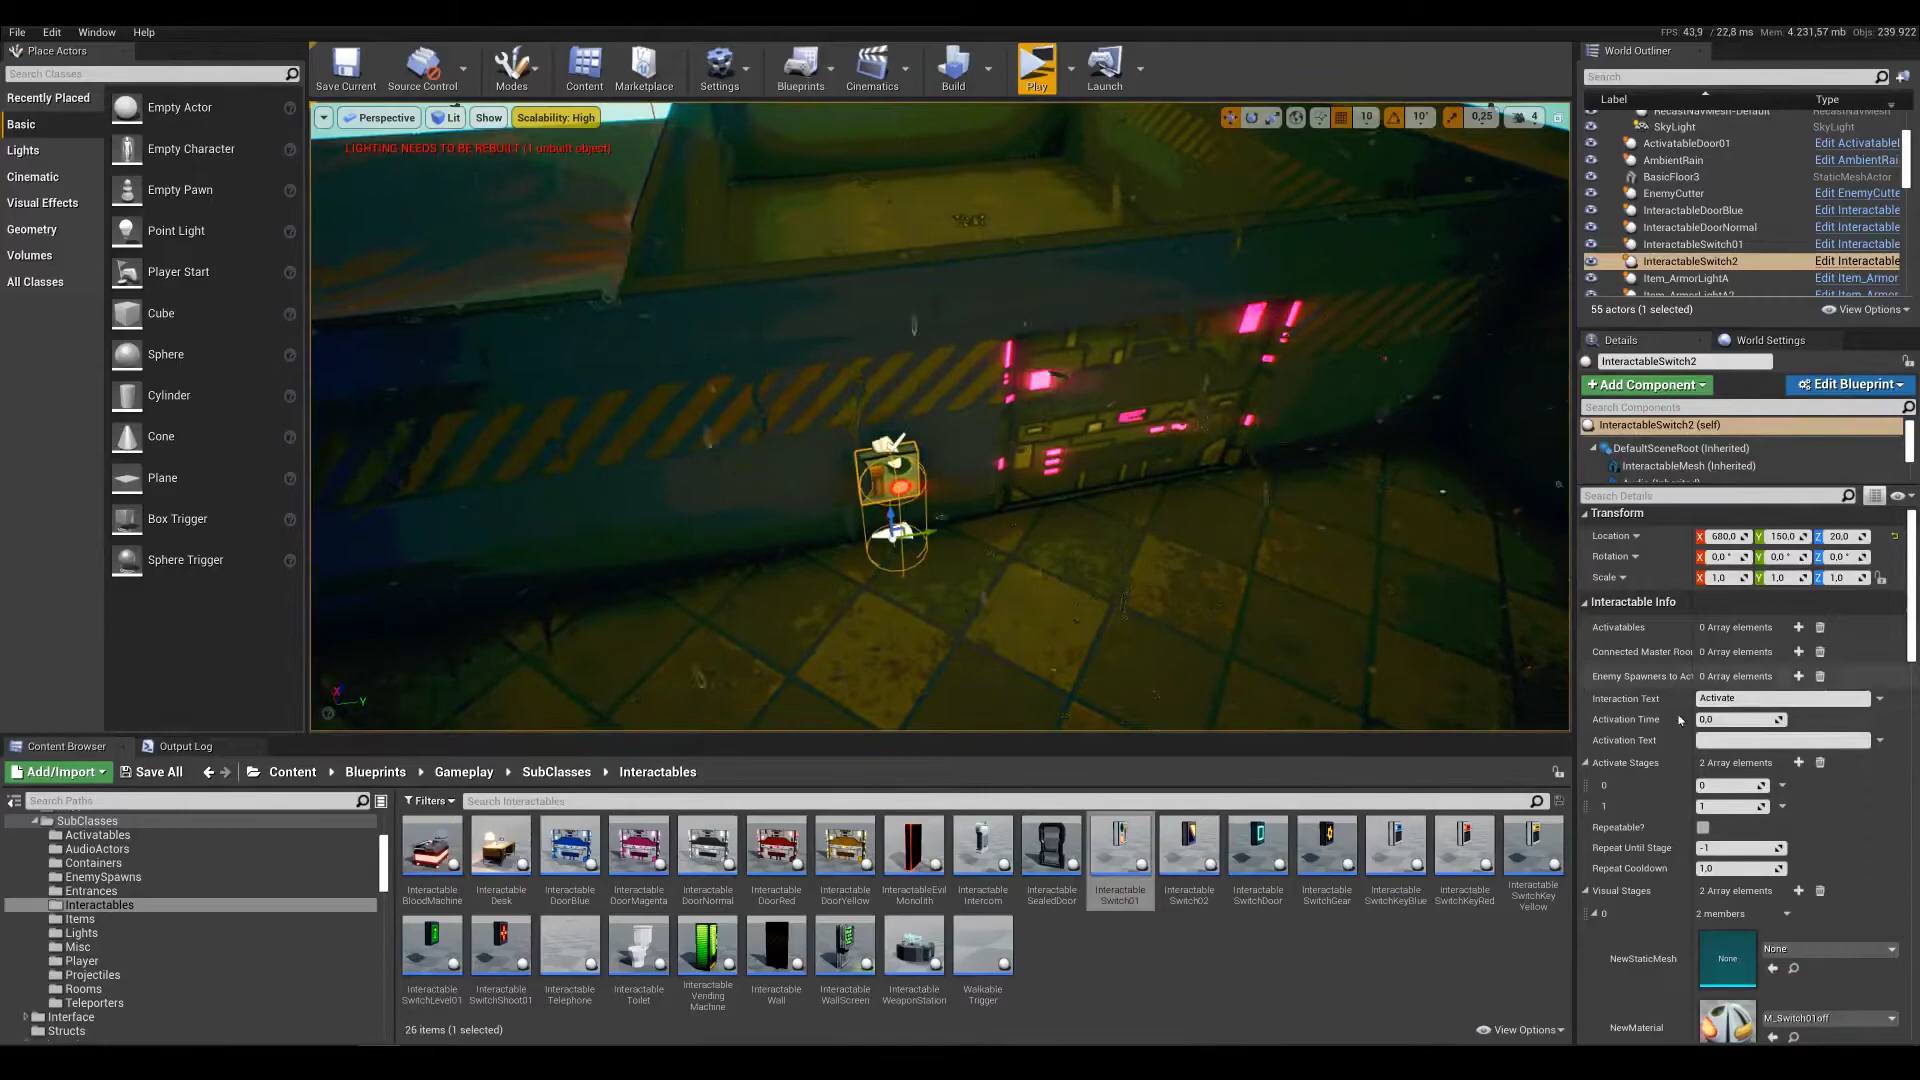 File Edit Window Help
FPS: 43,9 / 22,8 ms Mem: 4.231,57 mb Objs: 239.922
Place Actors
Search Classes
Recently Placed
Basic
Lights
Cinematic
Visual Effects
Geometry
Volumes
All Classes
Empty Actor
Empty Character
Empty Pawn
Point Light
Player Start
Cube
Sphere
Cylinder
Cone
Plane
Box Trigger
Sphere Trigger
Save Current
Source Control
Modes
Content
Marketplace
Settings
Blueprints
Cinematics
Build
Play
Launch
Perspective
Lit
Show
Scalability: High
10
10°
0,25
4
LIGHTING NEEDS TO BE REBUILT (1 unbuilt object)
X
Y
World Outliner
Search
Label
Type
RecastNavMesh-Default RecastNavMesh
SkyLight SkyLight
ActivatableDoor01 Edit Activatabl
AmbientRain Edit AmbientRai
BasicFloor3 StaticMeshActor
EnemyCutter Edit EnemyCutte
InteractableDoorBlue Edit Interactable
InteractableDoorNormal Edit Interactable
InteractableSwitch01 Edit Interactable
InteractableSwitch2 Edit Interactable
Item_ArmorLightA Edit Item_Armor
Item_ArmorLightA2 Edit Item_Armor
55 actors (1 selected)
View Options
Details
World Settings
InteractableSwitch2
+Add Component
Edit Blueprint
Search Components
InteractableSwitch2 (self)
DefaultSceneRoot (Inherited)
InteractableMesh (Inherited)
Audio (Inherited)
Search Details
Transform
Location X 680,0 Y 150,0 Z 20,0
Rotation X 0,0 ° Y 0,0 ° Z 0,0 °
Scale X 1,0 Y 1,0 Z 1,0
Interactable Info
Activatables 0 Array elements
Connected Master Roo 0 Array elements
Enemy Spawners to Act 0 Array elements
Interaction Text Activate
Activation Time 0,0
Activation Text
Activate Stages 2 Array elements
0 0
1 1
Repeatable?
Repeat Until Stage -1
Repeat Cooldown 1,0
Visual Stages 2 Array elements
0 2 members
NewStaticMesh None None
NewMaterial M_Switch01off
Content Browser
Output Log
Add/Import
Save All
Content
Blueprints
Gameplay
SubClasses
Interactables
Search Paths
Filters
Search Interactables
SubClasses
Activatables
AudioActors
Containers
EnemySpawns
Entrances
Interactables
Items
Lights
Misc
Player
Projectiles
Rooms
Teleporters
Interface
Structs
Interactable BloodMachine
Interactable Desk
Interactable DoorBlue
Interactable DoorMagenta
Interactable DoorNormal
Interactable DoorRed
Interactable DoorYellow
InteractableEvil Monolith
Interactable Intercom
Interactable SealedDoor
Interactable Switch01
Interactable Switch02
Interactable SwitchDoor
Interactable SwitchGear
Interactable SwitchKeyBlue
Interactable SwitchKeyRed
Interactable SwitchKey Yellow
Interactable SwitchLevel01
Interactable SwitchShoot01
Interactable Telephone
Interactable Toilet
Interactable Vending Machine
Interactable Wall
Interactable WallScreen
Interactable WeaponStation
Walkable Trigger
26 items (1 selected)
View Options